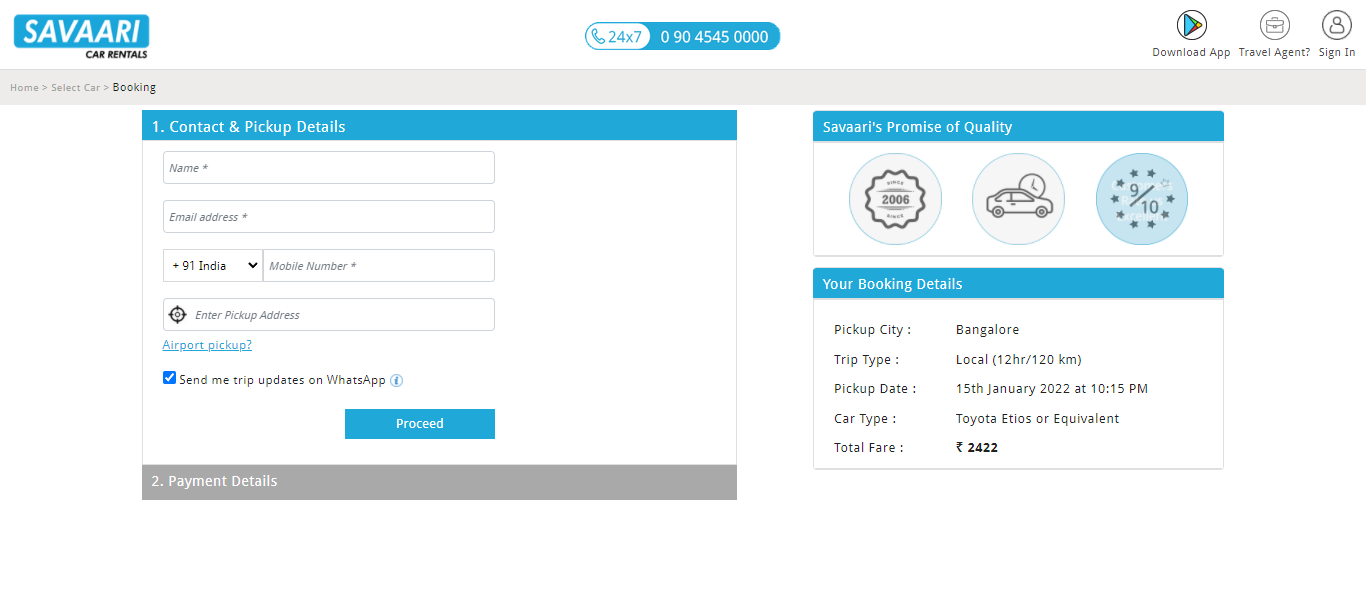 SAVAARI
CAR RENTALS
24x7 0 90 4545 0000
Download App Travel Agent? Sign In
Home > Select Car > Booking
1. Contact & Pickup Details
Name *
Email address *
+ 91 India Mobile Number *
Enter Pickup Address
Airport pickup?
Send me trip updates on WhatsApp i
Proceed
2. Payment Details
Savaari's Promise of Quality
SINCE
2006
SINCE
9/10
Your Booking Details
Pickup City : Bangalore
Trip Type : Local (12hr/120 km)
Pickup Date : 15th January 2022 at 10:15 PM
Car Type : Toyota Etios or Equivalent
Total Fare : ₹ 2422